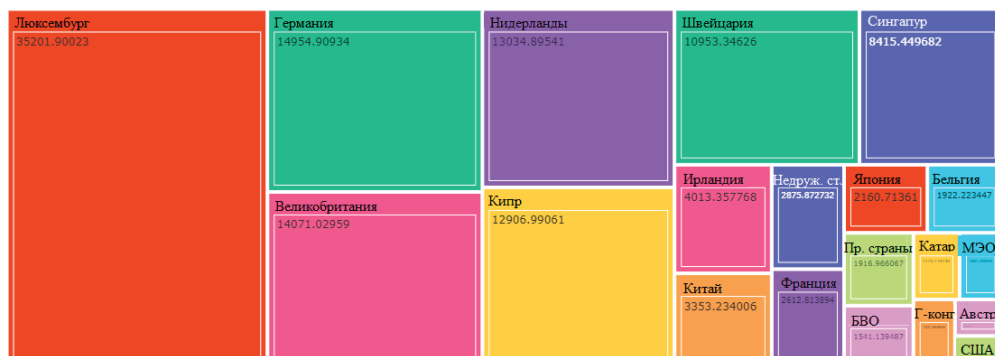 Люксембург
35201.90023
Германия
14954.90934
Великобритания
14071.02959
Нидерланды
13034.89541
Кипр
12906.99061
Швейцария
10953.34626
Сингапур
8415.449682
Ирландия
4013.357768
Китай
3353.234006
Недруж. ст.
2875.872732
Франция
2612.813894
Япония
2160.71361
Бельгия
1922.223447
Пр. страны
1916.966067
БВО
1541.139487
Катар
МЭО
Г-конг
Австр
США